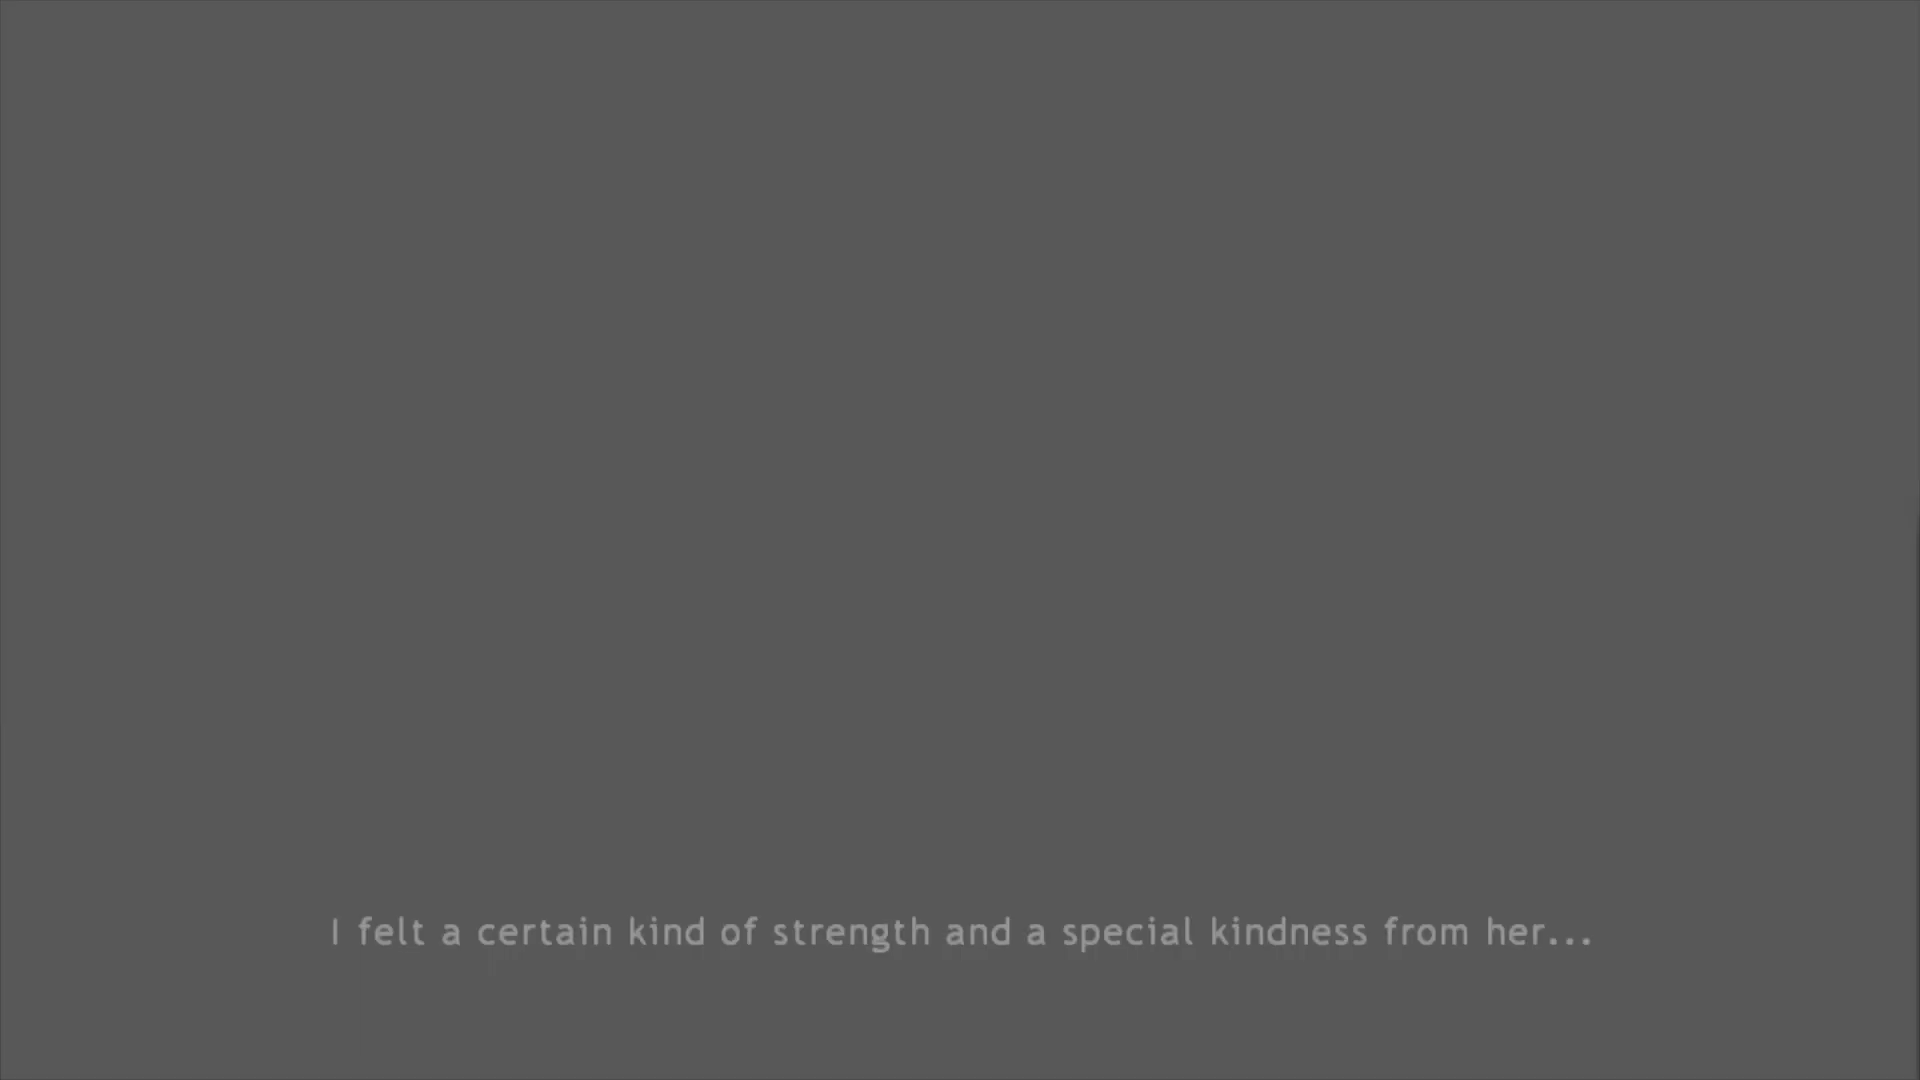 I felt a certain kind of strength and a special kindness from her...